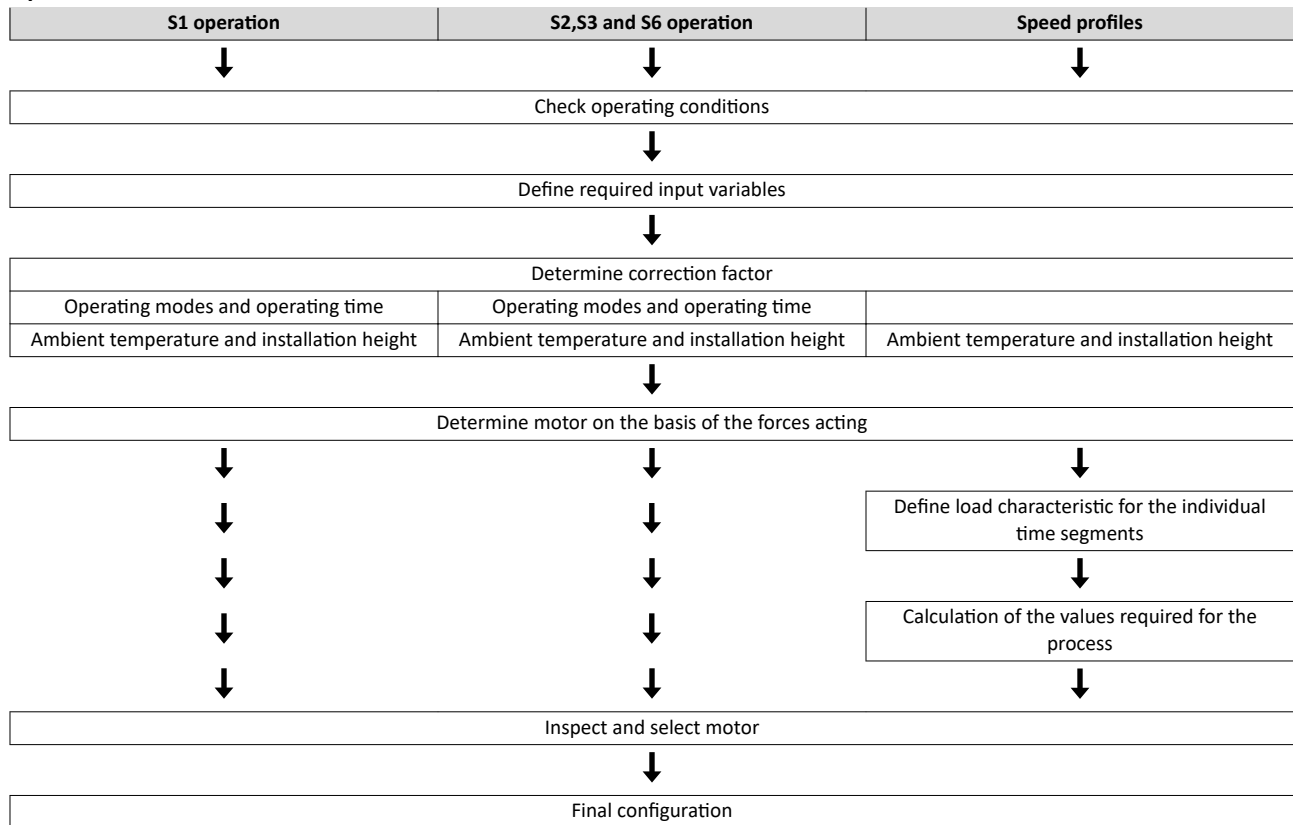 S1 operation
S2,S3 and S6 operation
Speed profiles
Check operating conditions
Define required input variables
Determine correction factor
Operating modes and operating time
Operating modes and operating time
Ambient temperature and installation height
Ambient temperature and installation height
Ambient temperature and installation height
Determine motor on the basis of the forces acting
Define load characteristic for the individual
time segments
Calculation of the values required for the
process
Inspect and select motor
Final configuration